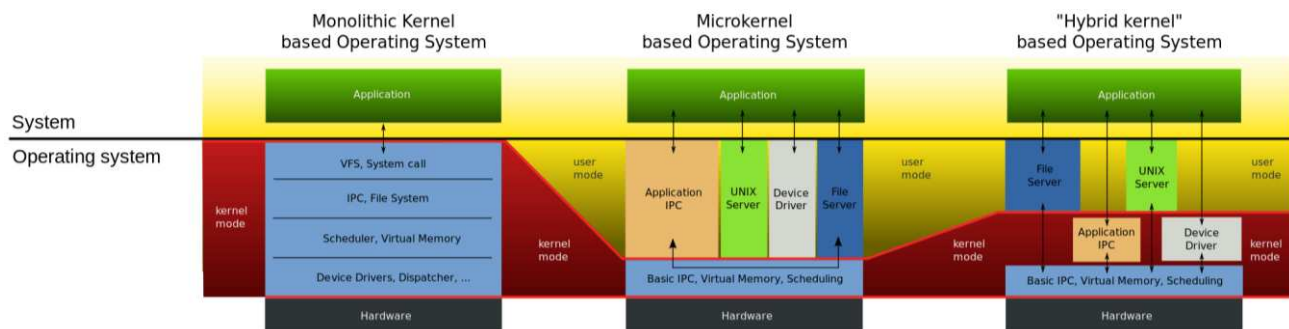 Monolithic Kernel
based Operating System
Microkernel
based Operating System
"Hybrid kernel"
based Operating System
Application
Application
Application
System
Operating system
VFS, System call
IPC, File System
Scheduler, Virtual Memory
Device Drivers, Dispatcher, ...
Hardware
kernel
mode
user
mode
kernel
mode
Application
IPC
UNIX
Server
Device
Driver
File
Server
Basic IPC, Virtual Memory, Scheduling
Hardware
user
mode
kernel
mode
File
Server
UNIX
Server
user
mode
Application
IPC
Device
Driver
kernel
mode
Basic IPC, Virtual Memory, Scheduling
Hardware